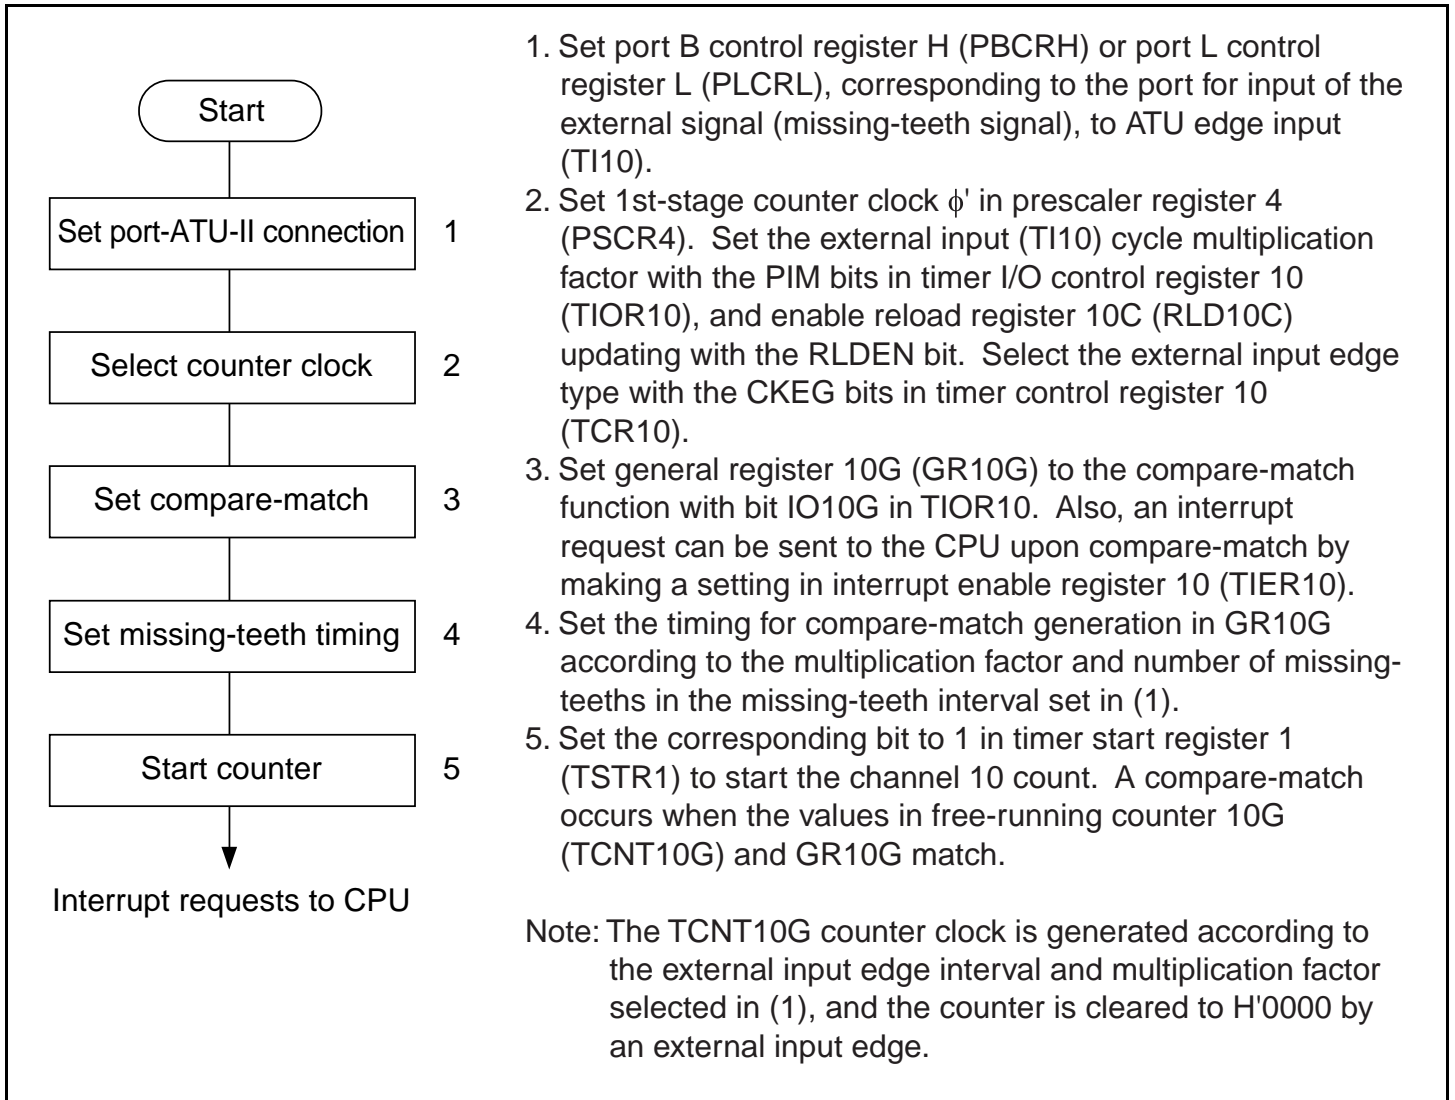 Start
Set port-ATU-II connection 1
Select counter clock 2
Set compare-match 3
Set missing-teeth timing 4
Start counter 5
Interrupt requests to CPU
1. Set port B control register H (PBCRH) or port L control
register L (PLCRL), corresponding to the port for input of the
external signal (missing-teeth signal), to ATU edge input
(TI10).
2. Set 1st-stage counter clock ϕ' in prescaler register 4
(PSCR4). Set the external input (TI10) cycle multiplication
factor with the PIM bits in timer I/O control register 10
(TIOR10), and enable reload register 10C (RLD10C)
updating with the RLDEN bit. Select the external input edge
type with the CKEG bits in timer control register 10
(TCR10).
3. Set general register 10G (GR10G) to the compare-match
function with bit IO10G in TIOR10. Also, an interrupt
request can be sent to the CPU upon compare-match by
making a setting in interrupt enable register 10 (TIER10).
4. Set the timing for compare-match generation in GR10G
according to the multiplication factor and number of missing-
teeths in the missing-teeth interval set in (1).
5. Set the corresponding bit to 1 in timer start register 1
(TSTR1) to start the channel 10 count. A compare-match
occurs when the values in free-running counter 10G
(TCNT10G) and GR10G match.
Note: The TCNT10G counter clock is generated according to
the external input edge interval and multiplication factor
selected in (1), and the counter is cleared to H'0000 by
an external input edge.